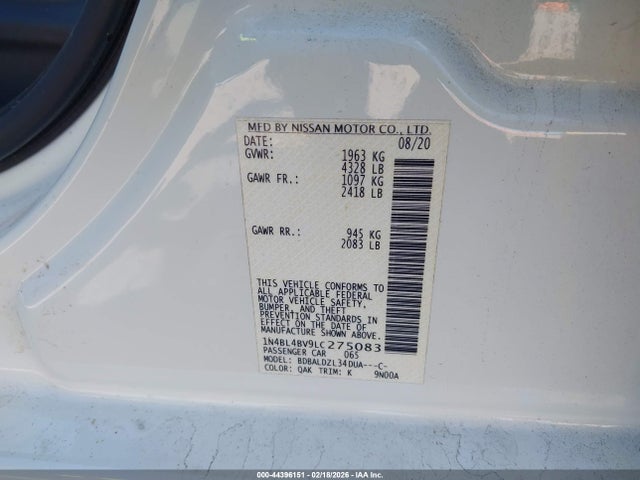 MFD BY NISSAN MOTOR CO., LTD.
DATE: 08/20
GVWR: 1963 KG
4328 LB
GAWR FR.: 1097 KG
2418 LB
GAWR RR.: 945 KG
2083 LB
THIS VEHICLE CONFORMS TO
ALL APPLICABLE FEDERAL
MOTOR VEHICLE SAFETY,
BUMPER, AND THEFT
PREVENTION STANDARDS IN
EFFECT ON THE DATE OF
MANUFACTURE SHOWN ABOVE.
1N4BL4BV9LC275083
PASSENGER CAR 065
MODEL: BDBALDZL34DUA---C-
COLOR: QAK TRIM: K 9N00A
000-44396151 - 02/18/2026 - IAAI Inc.